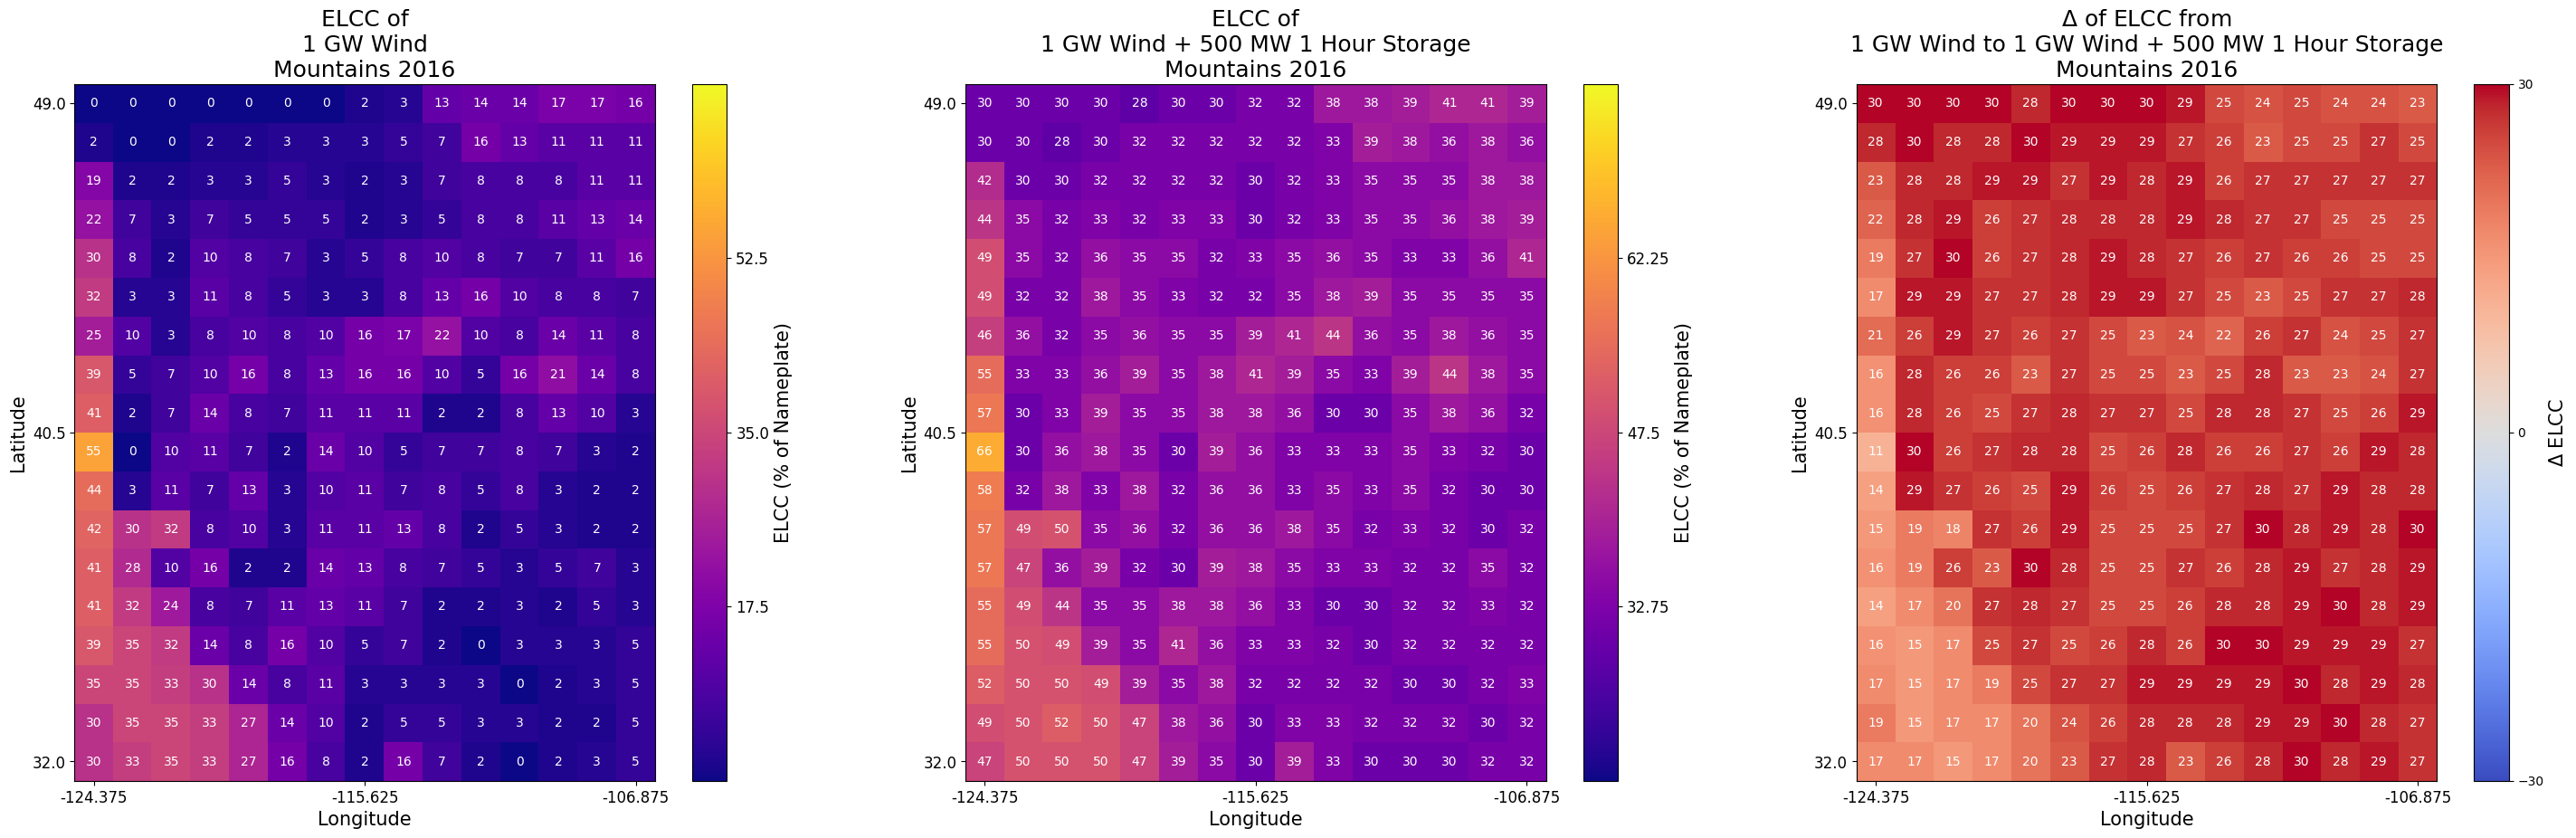 ELCC of
1 GW Wind
Mountains 2016
49.0
40.5
32.0
Latitude
0 0 0 0 0 0 0 2 3 13 14 14 17 17 16
2 0 0 2 2 3 3 3 5 7 16 13 11 11 11
19 2 2 3 3 5 3 2 3 7 8 8 8 11 11
22 7 3 7 5 5 5 2 3 5 8 8 11 13 14
30 8 2 10 8 7 3 5 8 10 8 7 7 11 16
32 3 3 11 8 5 3 3 8 13 16 10 8 8 7
25 10 3 8 10 8 10 16 17 22 10 8 14 11 8
39 5 7 10 16 8 13 16 16 10 5 16 21 14 8
41 2 7 14 8 7 11 11 11 2 2 8 13 10 3
55 0 10 11 7 2 14 10 5 7 7 8 7 3 2
44 3 11 7 13 3 10 11 7 8 5 8 3 2 2
42 30 32 8 10 3 11 11 13 8 2 5 3 2 2
41 28 10 16 2 2 14 13 8 7 5 3 5 7 3
41 32 24 8 7 11 13 11 7 2 2 3 2 5 3
39 35 32 14 8 16 10 5 7 2 0 3 3 3 5
35 35 33 30 14 8 11 3 3 3 3 0 2 3 5
30 35 35 33 27 14 10 2 5 5 3 3 2 2 5
30 33 35 33 27 16 8 2 16 7 2 0 2 3 5
-124.375 -115.625 -106.875
Longitude
52.5
35.0
17.5
ELCC (% of Nameplate)
ELCC of
1 GW Wind + 500 MW 1 Hour Storage
Mountains 2016
49.0
40.5
32.0
Latitude
30 30 30 30 28 30 30 32 32 38 38 39 41 41 39
30 30 28 30 32 32 32 32 32 33 39 38 36 38 36
42 30 30 32 32 32 32 30 32 33 35 35 35 38 38
44 35 32 33 32 33 33 30 32 33 35 35 36 38 39
49 35 32 36 35 35 32 33 35 36 35 33 33 36 41
49 32 32 38 35 33 32 32 35 38 39 35 35 35 35
46 36 32 35 36 35 35 39 41 44 36 35 38 36 35
55 33 33 36 39 35 38 41 39 35 33 39 44 38 35
57 30 33 39 35 35 38 38 36 30 30 35 38 36 32
66 30 36 38 35 30 39 36 33 33 33 35 33 32 30
58 32 38 33 38 32 36 36 33 35 33 35 32 30 30
57 49 50 35 36 32 36 36 38 35 32 33 32 30 32
57 47 36 39 32 30 39 38 35 33 33 32 32 35 32
55 49 44 35 35 38 38 36 33 30 30 32 32 33 32
55 50 49 39 35 41 36 33 33 32 30 32 32 32 32
52 50 50 49 39 35 38 32 32 32 32 30 30 32 33
49 50 52 50 47 38 36 30 33 33 32 32 32 30 32
47 50 50 50 47 39 35 30 39 33 30 30 30 32 32
-124.375 -115.625 -106.875
Longitude
62.25
47.5
32.75
ELCC (% of Nameplate)
Δ of ELCC from
1 GW Wind to 1 GW Wind + 500 MW 1 Hour Storage
Mountains 2016
49.0
40.5
32.0
Latitude
30 30 30 30 28 30 30 30 29 25 24 25 24 24 23
28 30 28 28 30 29 29 29 27 26 23 25 25 27 25
23 28 28 29 29 27 29 28 29 26 27 27 27 27 27
22 28 29 26 27 28 28 28 29 28 27 27 25 25 25
19 27 30 26 27 28 29 28 27 26 27 26 26 25 25
17 29 29 27 27 28 29 29 27 25 23 25 27 27 28
21 26 29 27 26 27 25 23 24 22 26 27 24 25 27
16 28 26 26 23 27 25 25 23 25 28 23 23 24 27
16 28 26 25 27 28 27 27 25 28 28 27 25 26 29
11 30 26 27 28 28 25 26 28 26 26 27 26 29 28
14 29 27 26 25 29 26 25 26 27 28 27 29 28 28
15 19 18 27 26 29 25 25 25 27 30 28 29 28 30
16 19 26 23 30 28 25 25 27 26 28 29 27 28 29
14 17 20 27 28 27 25 25 26 28 28 29 30 28 29
16 15 17 25 27 25 26 28 26 30 30 29 29 29 27
17 15 17 19 25 27 27 29 29 29 29 30 28 29 28
19 15 17 17 20 24 26 28 28 28 29 29 30 28 27
17 17 15 17 20 23 27 28 23 26 28 30 28 29 27
-124.375 -115.625 -106.875
Longitude
30
0
−30
Δ ELCC